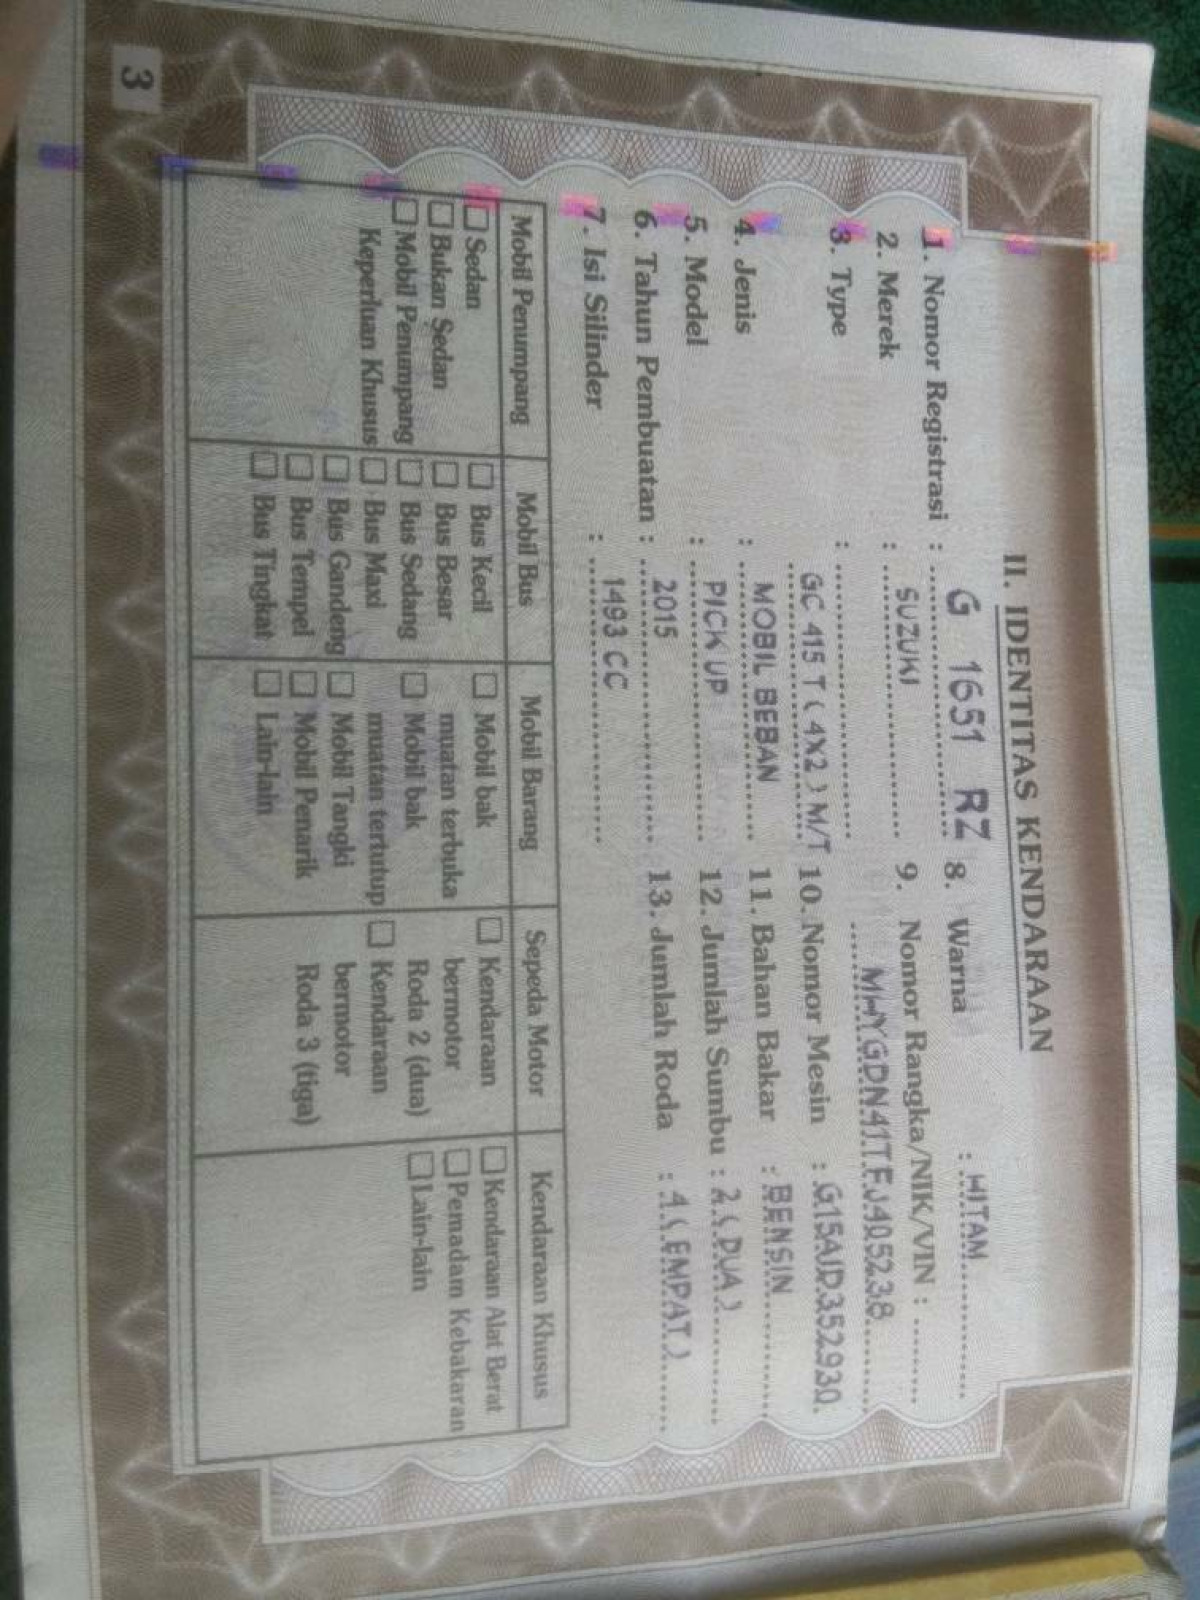 II. IDENTITAS KENDARAAN
1. Nomor Registrasi : G 1651 RZ
2. Merek : SUZUKI
3. Type :
GC 415 T ( 4X2 ) M/T
4. Jenis : MOBIL BEBAN
5. Model : PICK UP
6. Tahun Pembuatan : 2015
7. Isi Silinder : 1493 CC
8. Warna : HITAM
9. Nomor Rangka/NIK/VIN :
MHYGDN41TFJ405238
10. Nomor Mesin : G15AID352930
11. Bahan Bakar : BENSIN
12. Jumlah Sumbu : 2 ( DUA )
13. Jumlah Roda : 4 ( EMPAT )
Mobil Penumpang
☐ Sedan
☐ Bukan Sedan
☐ Mobil Penumpang
Keperluan Khusus
Mobil Bus
☐ Bus Kecil
☐ Bus Besar
☐ Bus Sedang
☐ Bus Maxi
☐ Bus Gandeng
☐ Bus Tempel
☐ Bus Tingkat
Mobil Barang
☐ Mobil bak
muatan terbuka
☐ Mobil bak
muatan tertutup
☐ Mobil Tangki
☐ Mobil Penarik
☐ Lain-lain
Sepeda Motor
☐ Kendaraan
bermotor
Roda 2 (dua)
☐ Kendaraan
bermotor
Roda 3 (tiga)
Kendaraan Khusus
☐ Kendaraan Alat Berat
☐ Pemadam Kebakaran
☐ Lain-lain
3